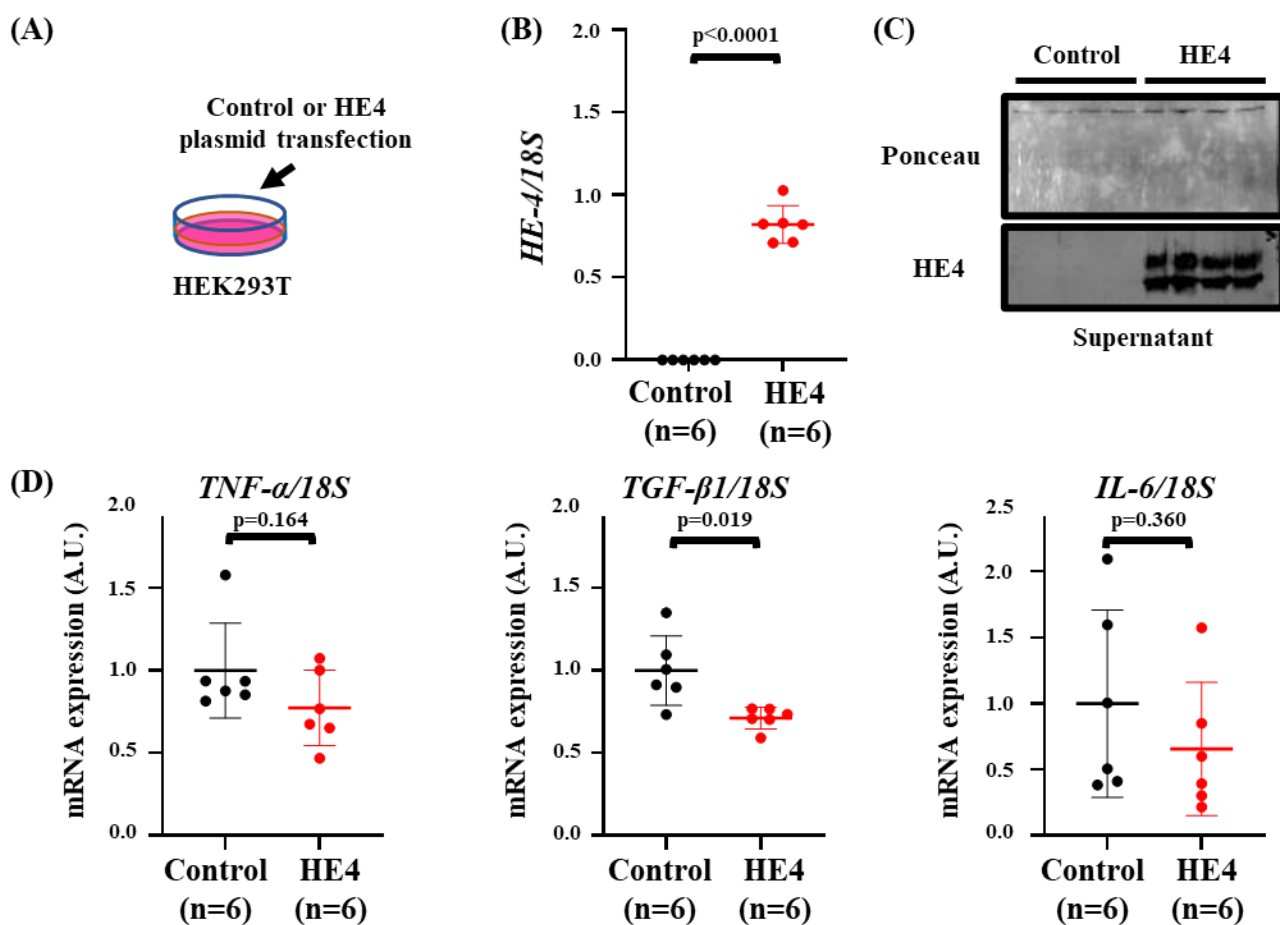 (A)
Control or HE4
plasmid transfection
HEK293T
(B)
HE-4/18S
2.0
1.5
1.0
0.5
0.0
p<0.0001
Control
(n=6)
HE4
(n=6)
(C)
Control
HE4
Ponceau
HE4
Supernatant
(D)
TNF-α/18S
p=0.164
mRNA expression (A.U.)
2.0
1.5
1.0
0.5
0.0
Control
(n=6)
HE4
(n=6)
TGF-β1/18S
p=0.019
mRNA expression (A.U.)
2.0
1.5
1.0
0.5
0.0
Control
(n=6)
HE4
(n=6)
IL-6/18S
p=0.360
mRNA expression (A.U.)
2.5
2.0
1.5
1.0
0.5
0.0
Control
(n=6)
HE4
(n=6)